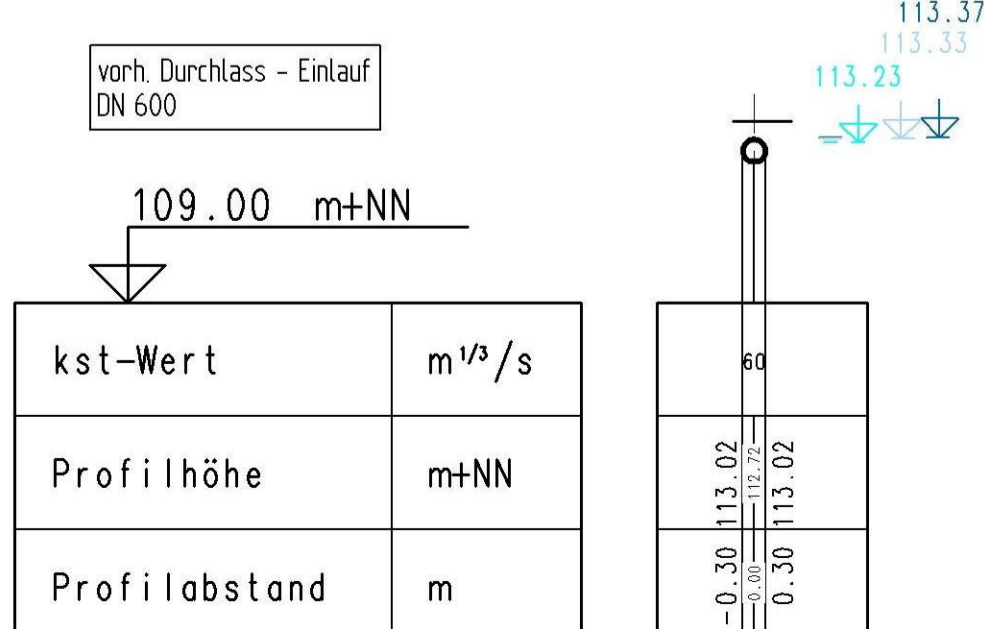 113.37
113.33
113.23
vorh. Durchlass - Einlauf
DN 600
109.00 m+NN
kst-Wert m¹/³/s 60
Profilhöhe m+NN 113.02 112.72 113.02
Profilabstand m -0.30 0.00 0.30